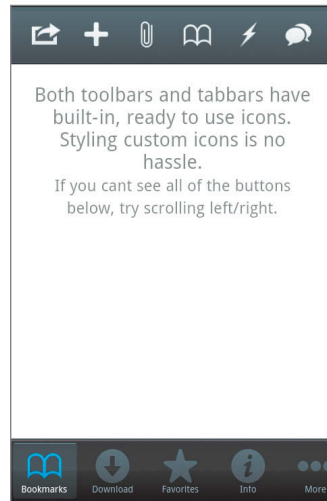 Both toolbars and tabbars have
built-in, ready to use icons.
Styling custom icons is no
hassle.
If you cant see all of the buttons
below, try scrolling left/right.
Bookmarks Download Favorites Info More